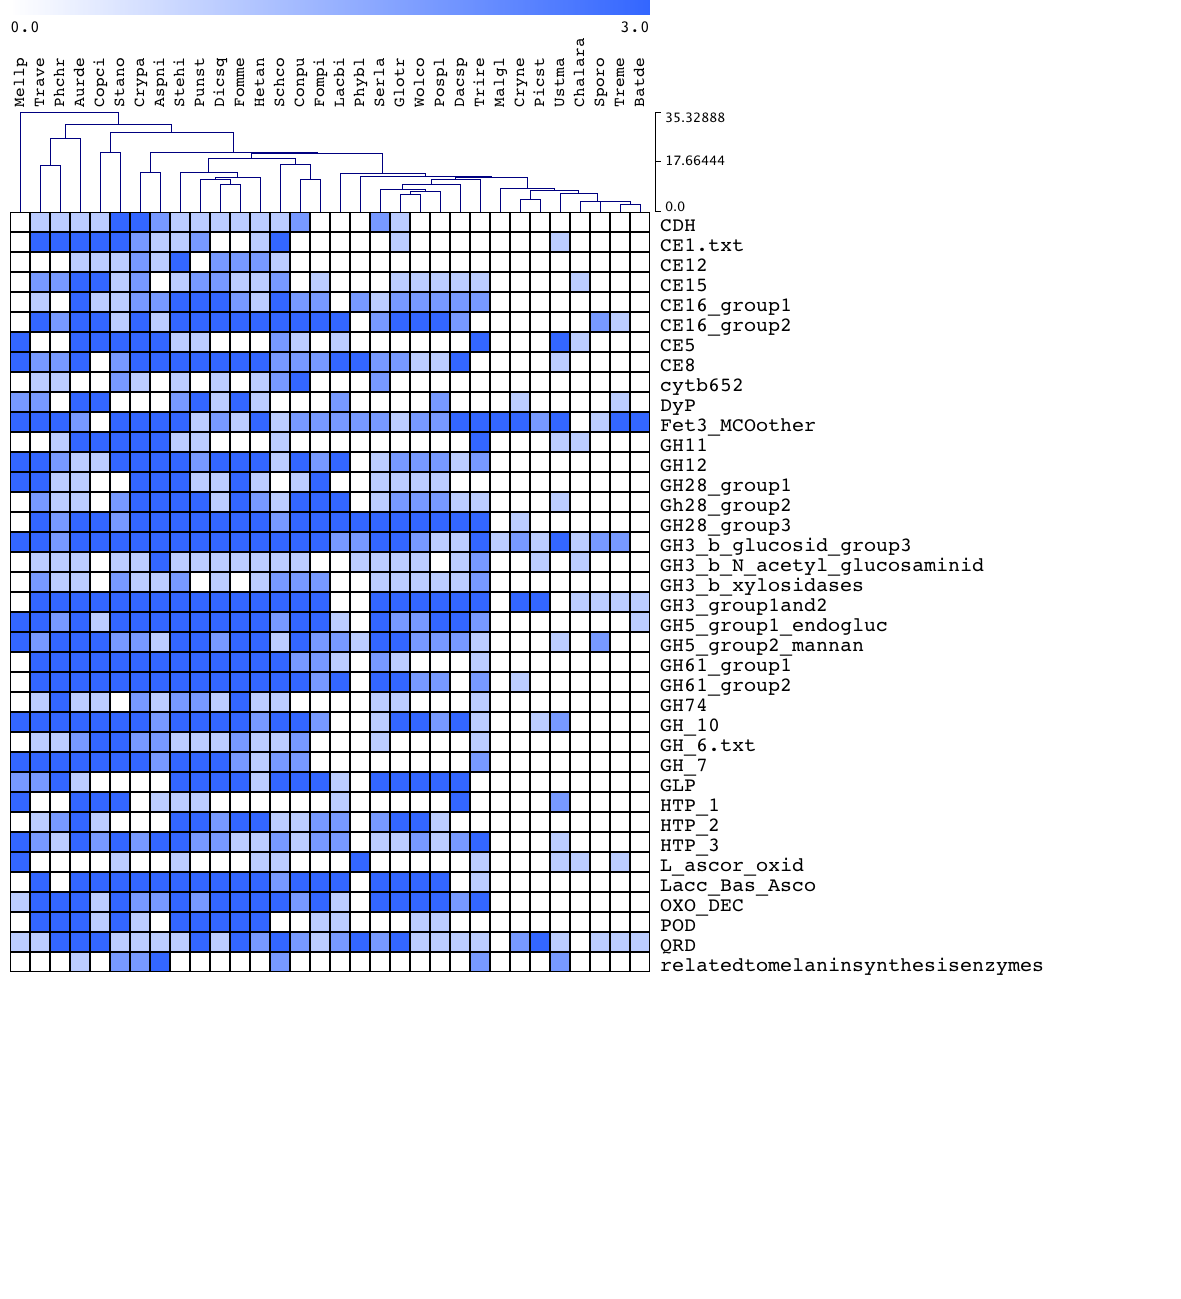 0.0 3.0
Mellp Trave Phchr Aurde Copci Stano Crypa Aspni Stehi Punst Dicsq Fomme Hetan Schco Conpu Fompi Lacbi Phybl Serla Glotr Wolco Pospl Dacsp Trire Malgl Cryne Picst Ustma Chalara Sporo Treme Batde
35.32888
17.66444
0.0
CDH
CE1.txt
CE12
CE15
CE16_group1
CE16_group2
CE5
CE8
cytb652
DyP
Fet3_MCOother
GH11
GH12
GH28_group1
Gh28_group2
GH28_group3
GH3_b_glucosid_group3
GH3_b_N_acetyl_glucosaminid
GH3_b_xylosidases
GH3_group1and2
GH5_group1_endogluc
GH5_group2_mannan
GH61_group1
GH61_group2
GH74
GH_10
GH_6.txt
GH_7
GLP
HTP_1
HTP_2
HTP_3
L_ascor_oxid
Lacc_Bas_Asco
OXO_DEC
POD
QRD
relatedtomelaninsynthesisenzymes